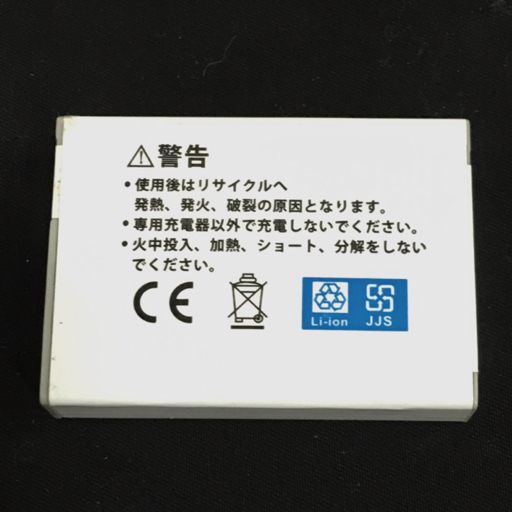 警告
•使用後はリサイクルへ
発熱、発火、破裂の原因となります。
•専用充電器以外で充電しないでください。
•火中投入、加熱、ショート、分解をしない
でください。
CE
Li-ion JJS